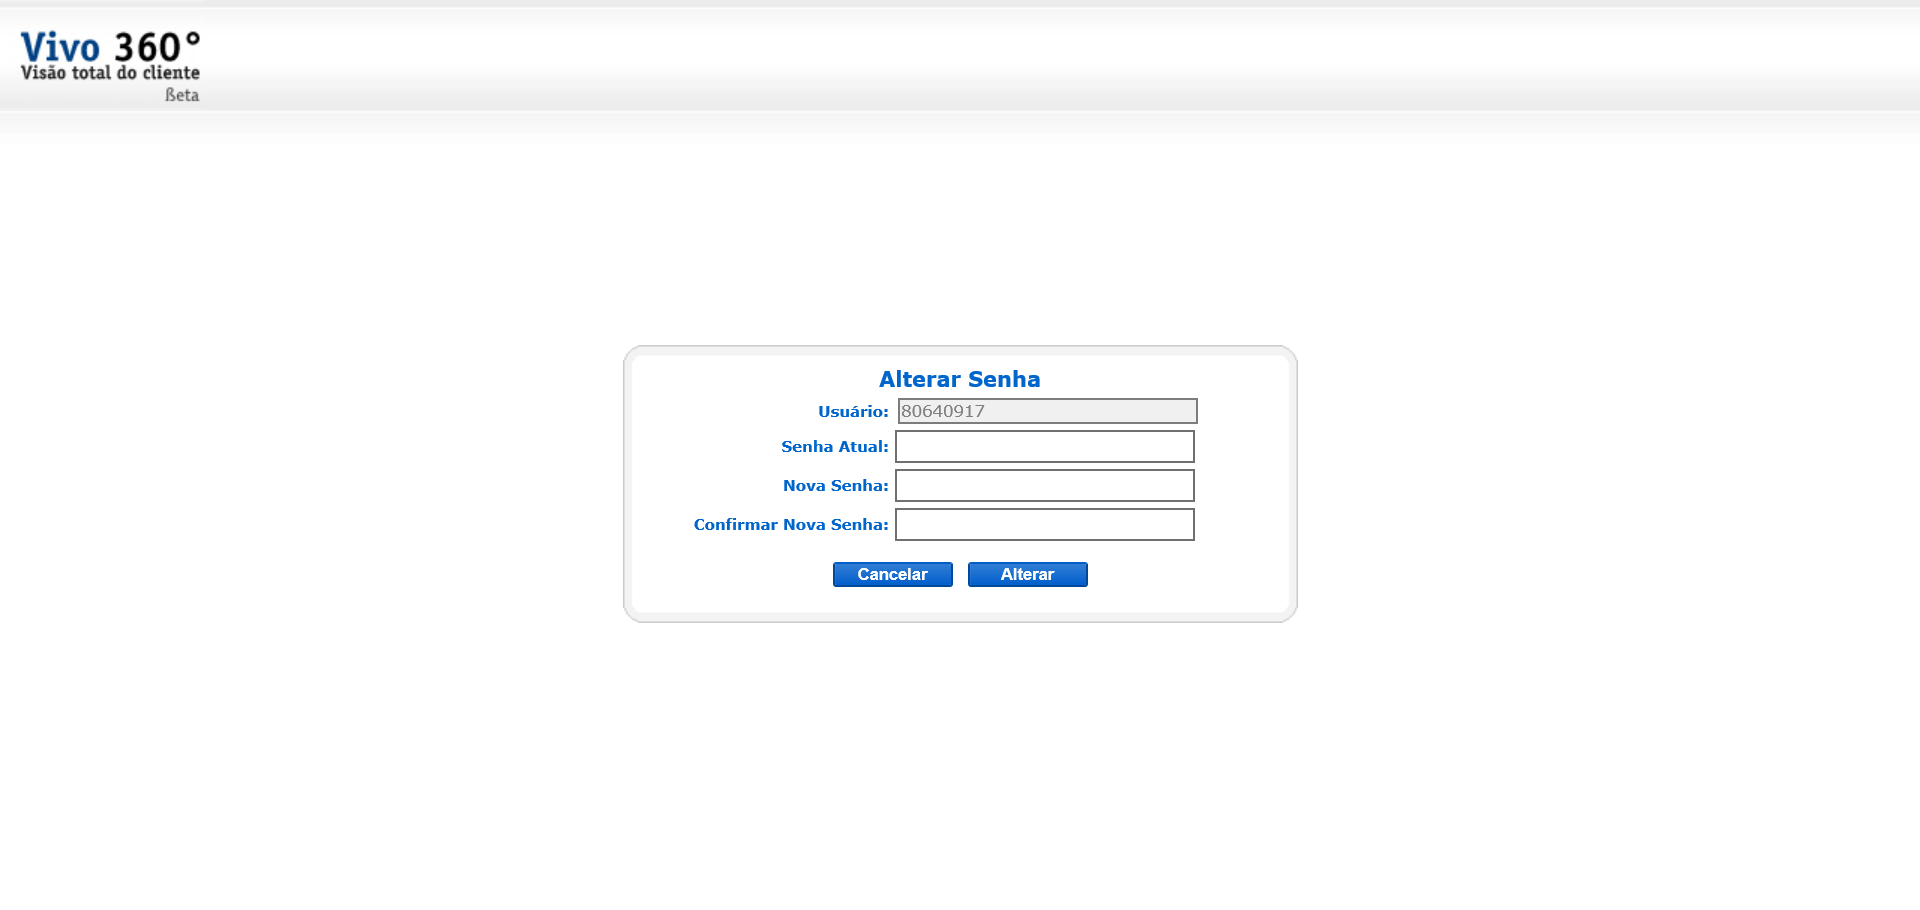 Vivo 360°
Visão total do cliente
ßeta
Alterar Senha
Usuário: 80640917
Senha Atual:
Nova Senha:
Confirmar Nova Senha:
Cancelar Alterar